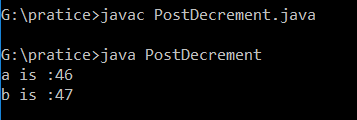 G:\pratice>javac PostDecrement.java
G:\pratice>java PostDecrement
a is :46
b is :47